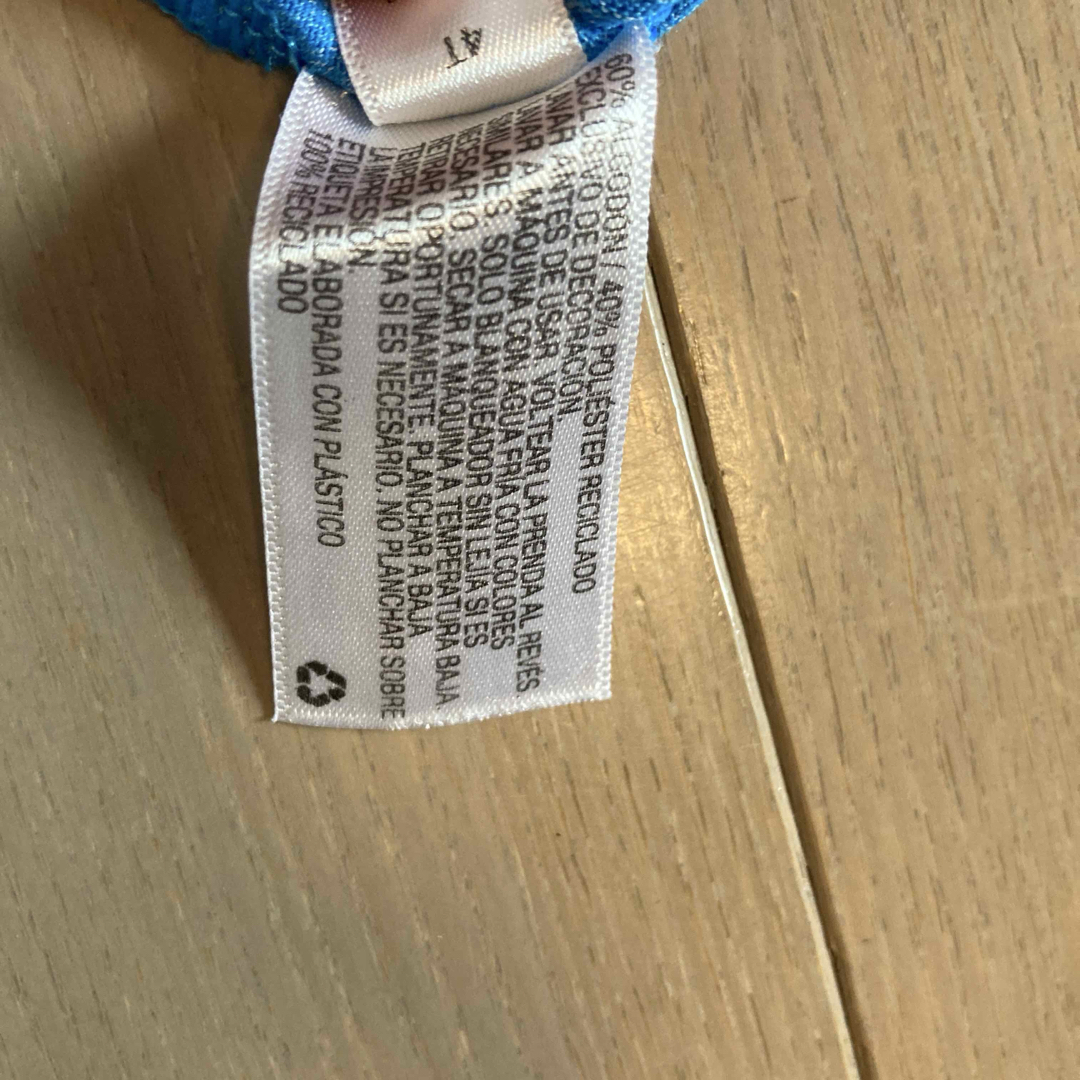 4T
60% ALGODÓN / 40% POLIÉSTER RECICLADO
EXCLUSIVO DE DECORACIÓN
LAVAR ANTES DE USAR. VOLTEAR LA PRENDA AL REVÉS
LAVAR A MÁQUINA CON AGUA FRÍA CON COLORES
SIMILARES SOLO BLANQUEADOR SIN LEJIA SI ES
NECESARIO. SECAR A MÁQUINA A TEMPERATURA BAJA
RETIRAR OPORTUNAMENTE. PLANCHAR A BAJA
TEMPERATURA SI ES NECESARIO. NO PLANCHAR SOBRE
LA IMPRESIÓN
ETIQUETA ELABORADA CON PLÁSTICO
100% RECICLADO